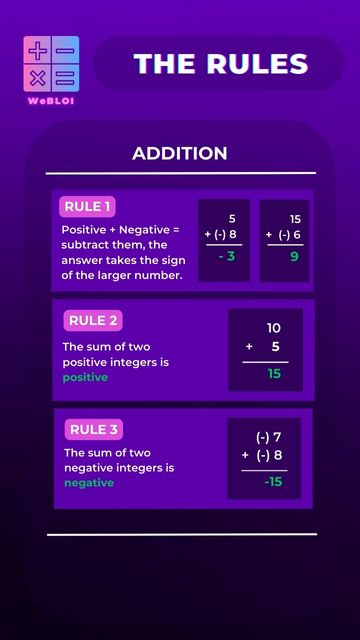 THE RULES
WeBLOI
ADDITION
RULE 1
Positive + Negative =
subtract them, the
answer takes the sign
of the larger number.
5
+ (-) 8
- 3
15
+ (-) 6
9
RULE 2
The sum of two
positive integers is
positive
10
+ 5
15
RULE 3
The sum of two
negative integers is
negative
(-) 7
+ (-) 8
-15